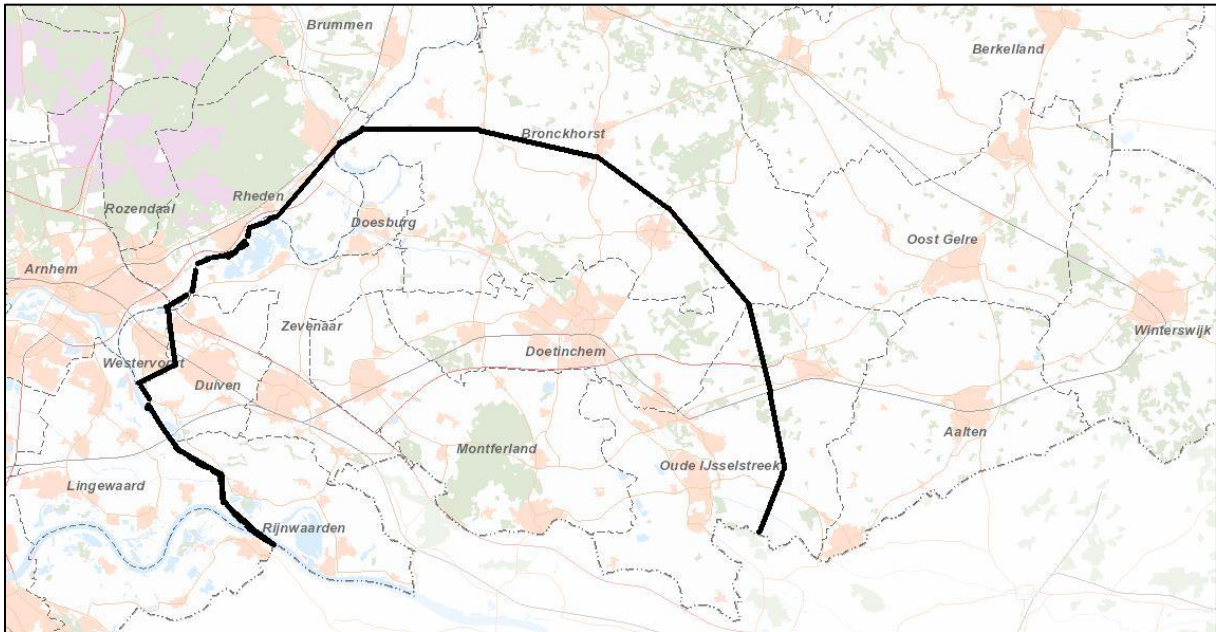 Brummen
Berkelland
Bronckhorst
Rheden
Rozendaal
Doesburg
Oost Gelre
Arnhem
Zevenaar
Winterswijk
Doetinchem
Westervoort
Duiven
Aalten
Montferland
Oude IJsselstreek
Lingewaard
Rijnwaarden